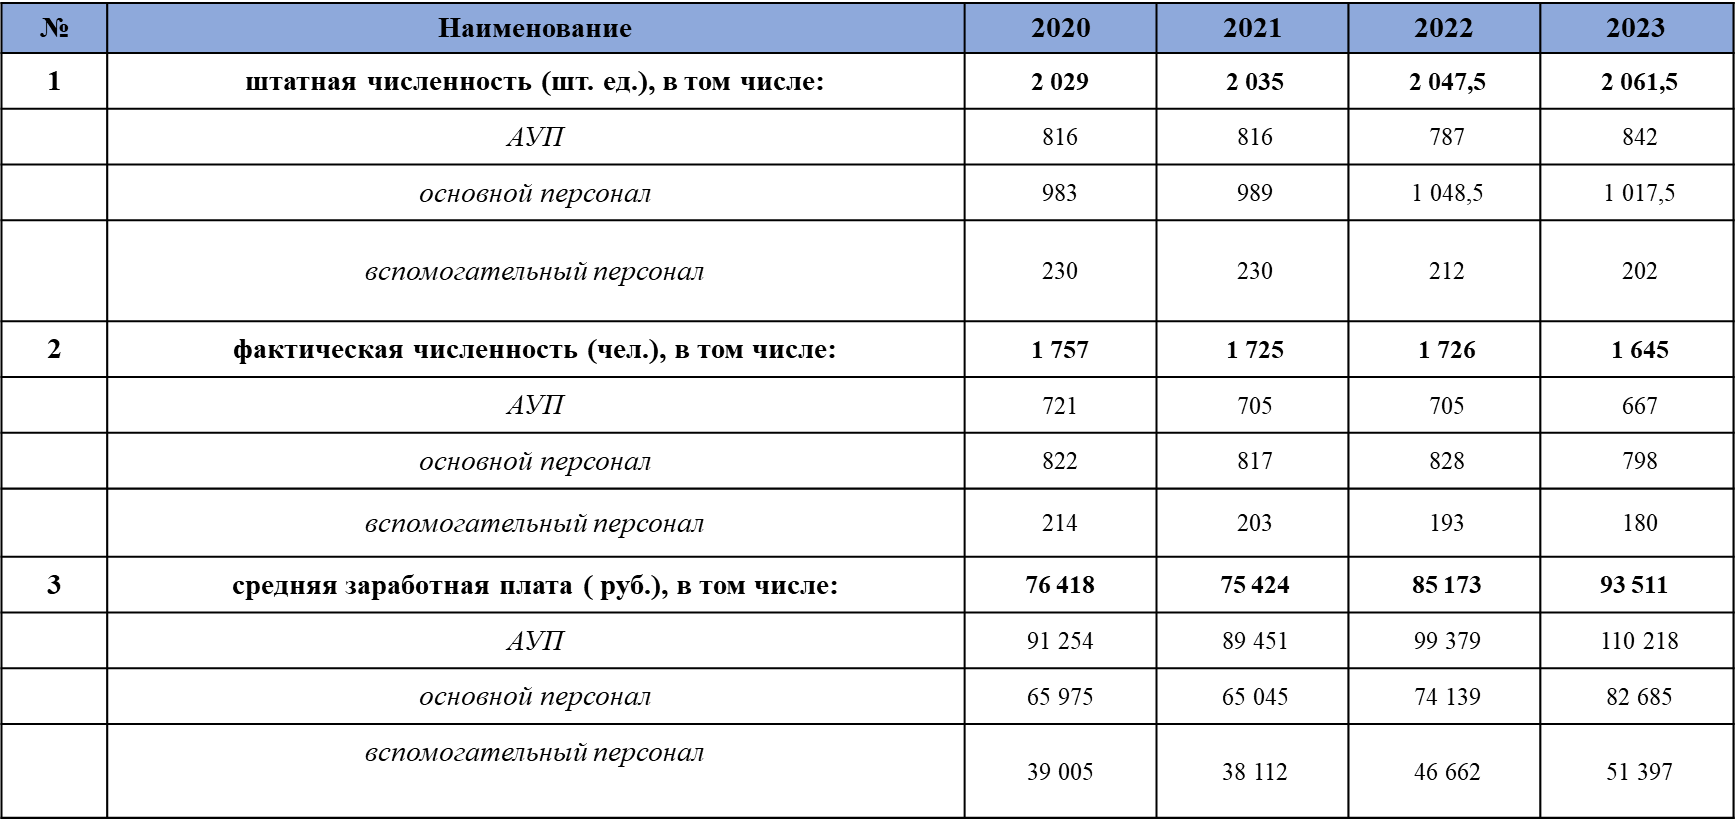 № Наименование 2020 2021 2022 2023
1 штатная численность (шт. ед.), в том числе: 2 029 2 035 2 047,5 2 061,5
АУП 816 816 787 842
основной персонал 983 989 1 048,5 1 017,5
вспомогательный персонал 230 230 212 202
2 фактическая численность (чел.), в том числе: 1 757 1 725 1 726 1 645
АУП 721 705 705 667
основной персонал 822 817 828 798
вспомогательный персонал 214 203 193 180
3 средняя заработная плата ( руб.), в том числе: 76 418 75 424 85 173 93 511
АУП 91 254 89 451 99 379 110 218
основной персонал 65 975 65 045 74 139 82 685
вспомогательный персонал 39 005 38 112 46 662 51 397